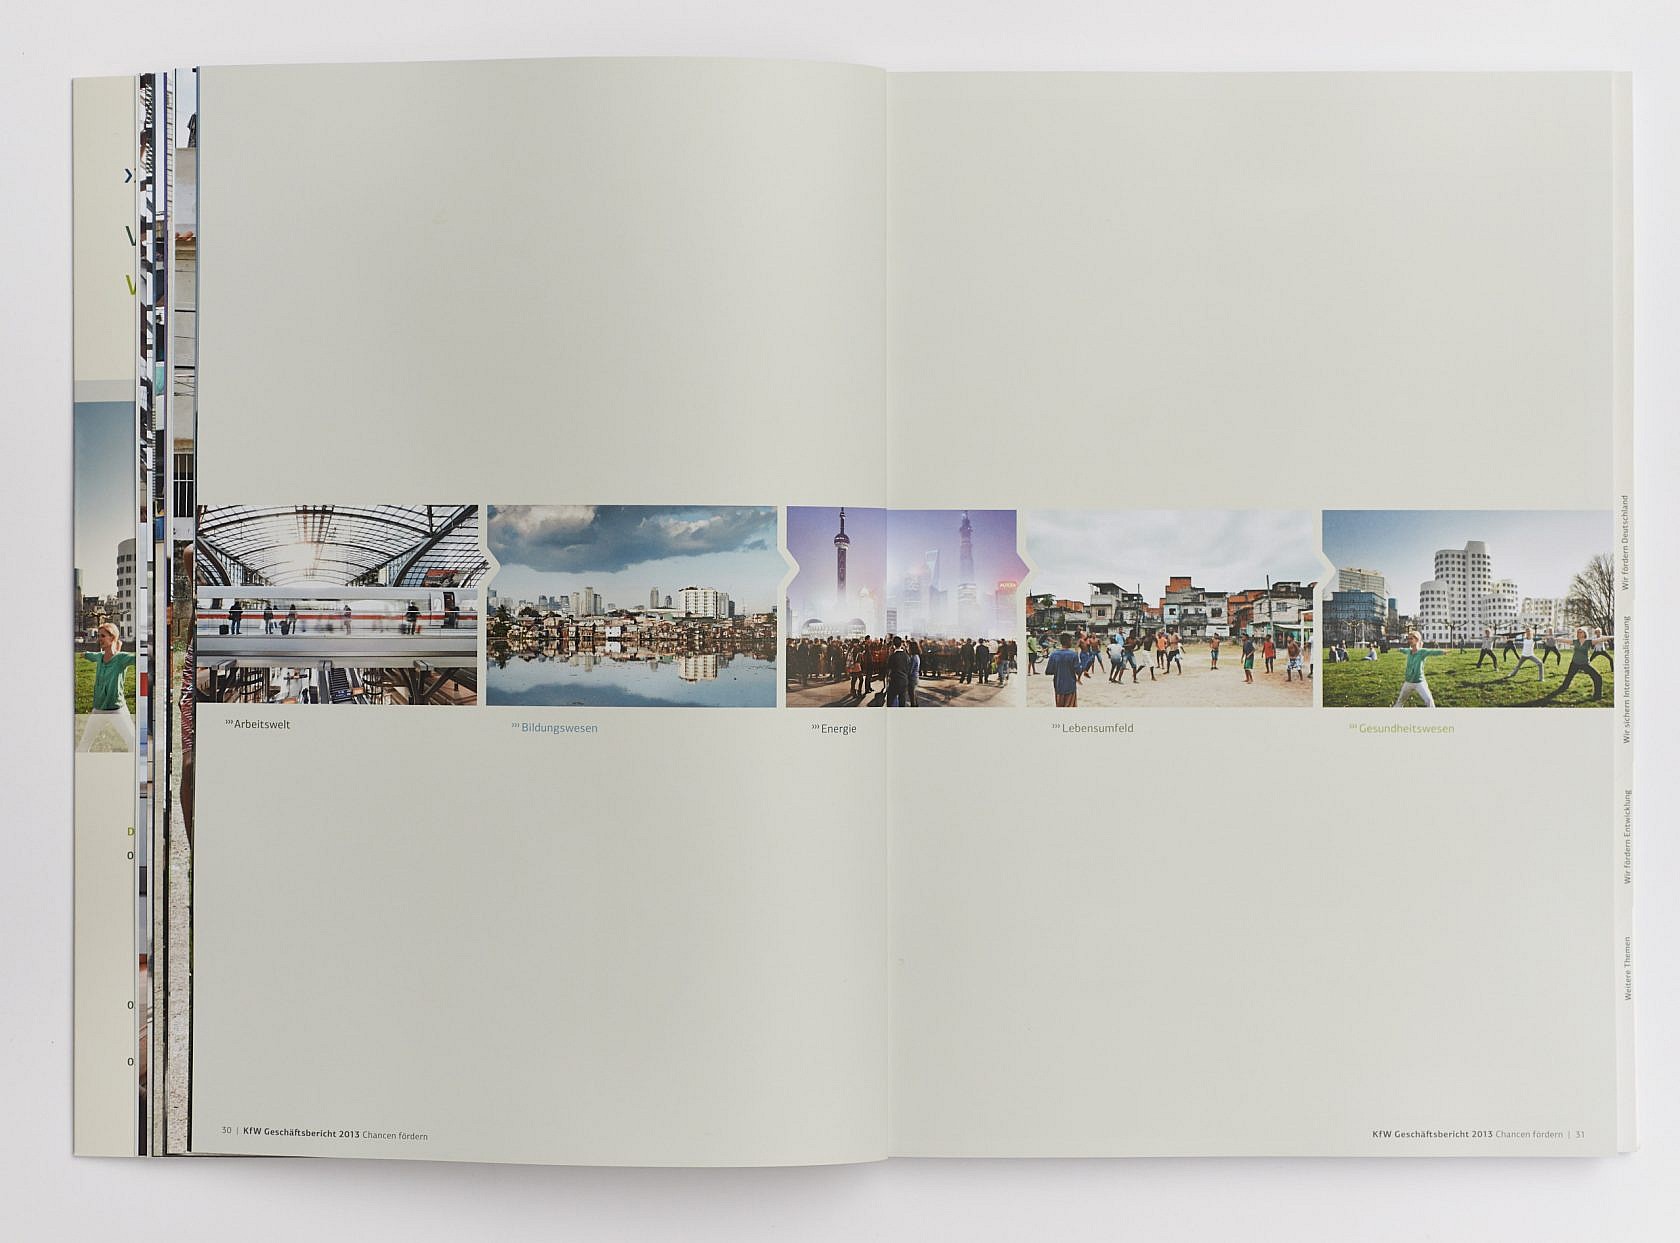 ››› Arbeitswelt
››› Bildungswesen
››› Energie
››› Lebensumfeld
››› Gesundheitswesen
30 | KfW Geschäftsbericht 2013 Chancen fördern
KfW Geschäftsbericht 2013 Chancen fördern | 31
Wir fördern Deutschland
Wir sichern Internationalisierung
Wir fördern Entwicklung
Weitere Themen